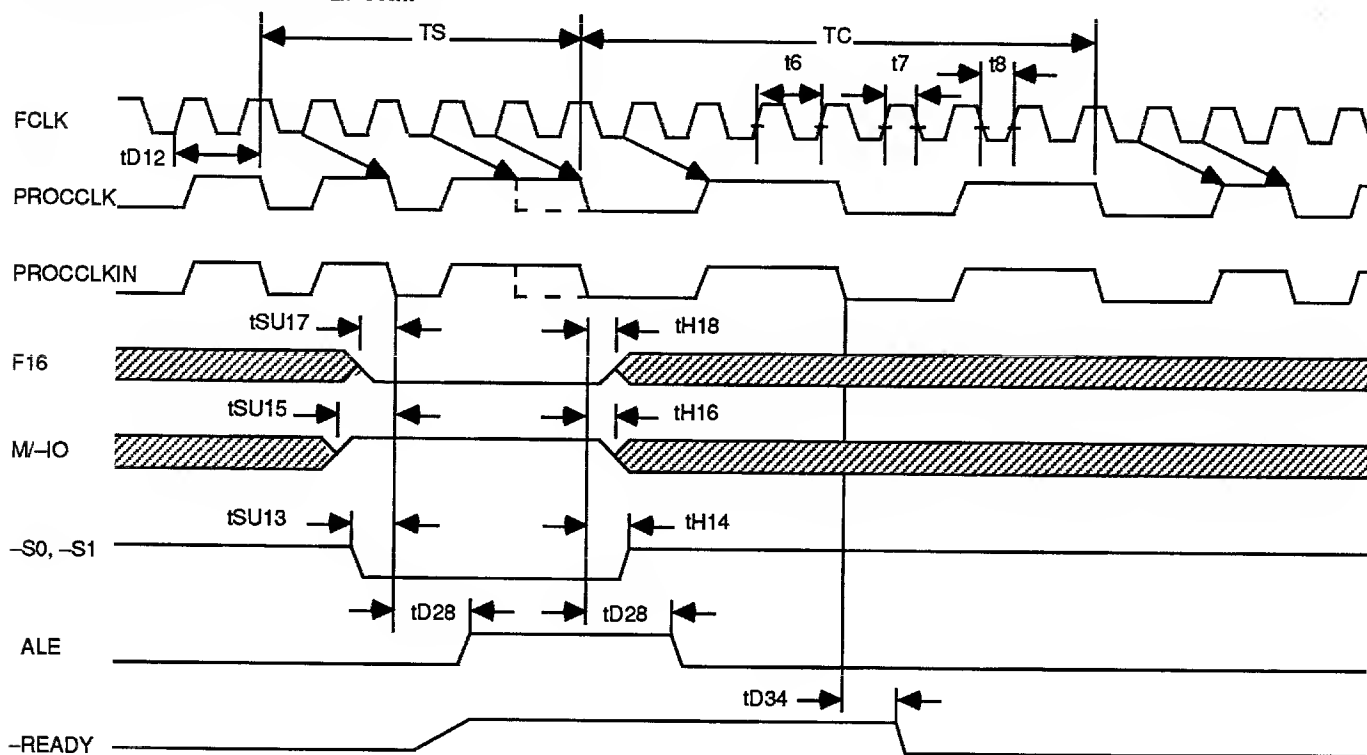 TS
TC
t6
t7
t8
FCLK
tD12
PROCCLK
PROCCLKIN
tSU17
tH18
F16
tSU15
tH16
M/–IO
tSU13
tH14
–S0, –S1
tD28
tD28
ALE
tD34
–READY